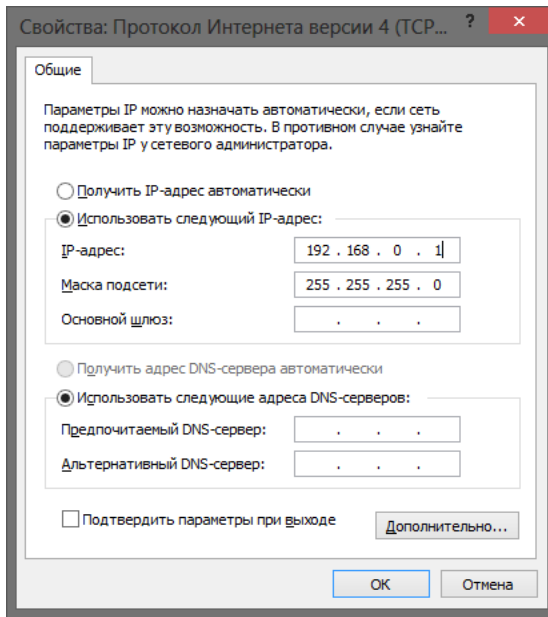 Свойства: Протокол Интернета версии 4 (TCP... ? ×
Общие
Параметры IP можно назначать автоматически, если сеть
поддерживает эту возможность. В противном случае узнайте
параметры IP у сетевого администратора.
Получить IP-адрес автоматически
Использовать следующий IP-адрес:
IP-адрес: 192 . 168 . 0 . 1
Маска подсети: 255 . 255 . 255 . 0
Основной шлюз: . . .
Получить адрес DNS-сервера автоматически
Использовать следующие адреса DNS-серверов:
Предпочитаемый DNS-сервер: . . .
Альтернативный DNS-сервер: . . .
Подтвердить параметры при выходе
Дополнительно...
ОК Отмена